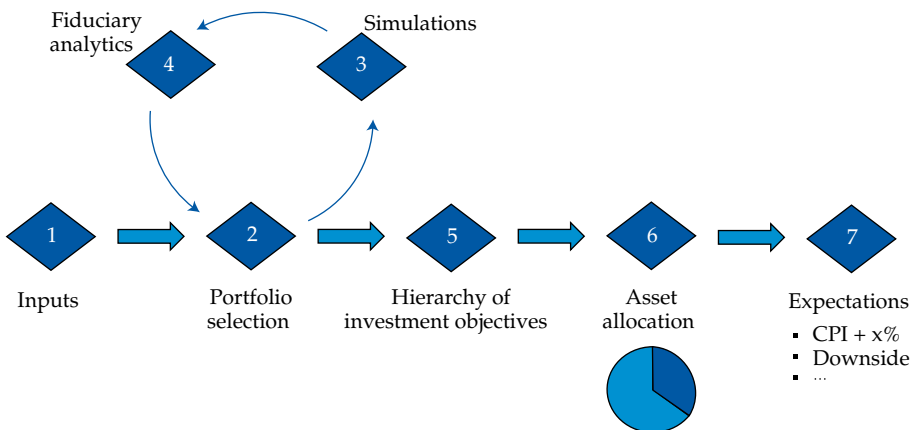 Fiduciary
analytics
Simulations
4
3
1
2
5
6
7
Inputs
Portfolio
selection
Hierarchy of
investment objectives
Asset
allocation
Expectations
▪ CPI + x%
▪ Downside
▪ ...